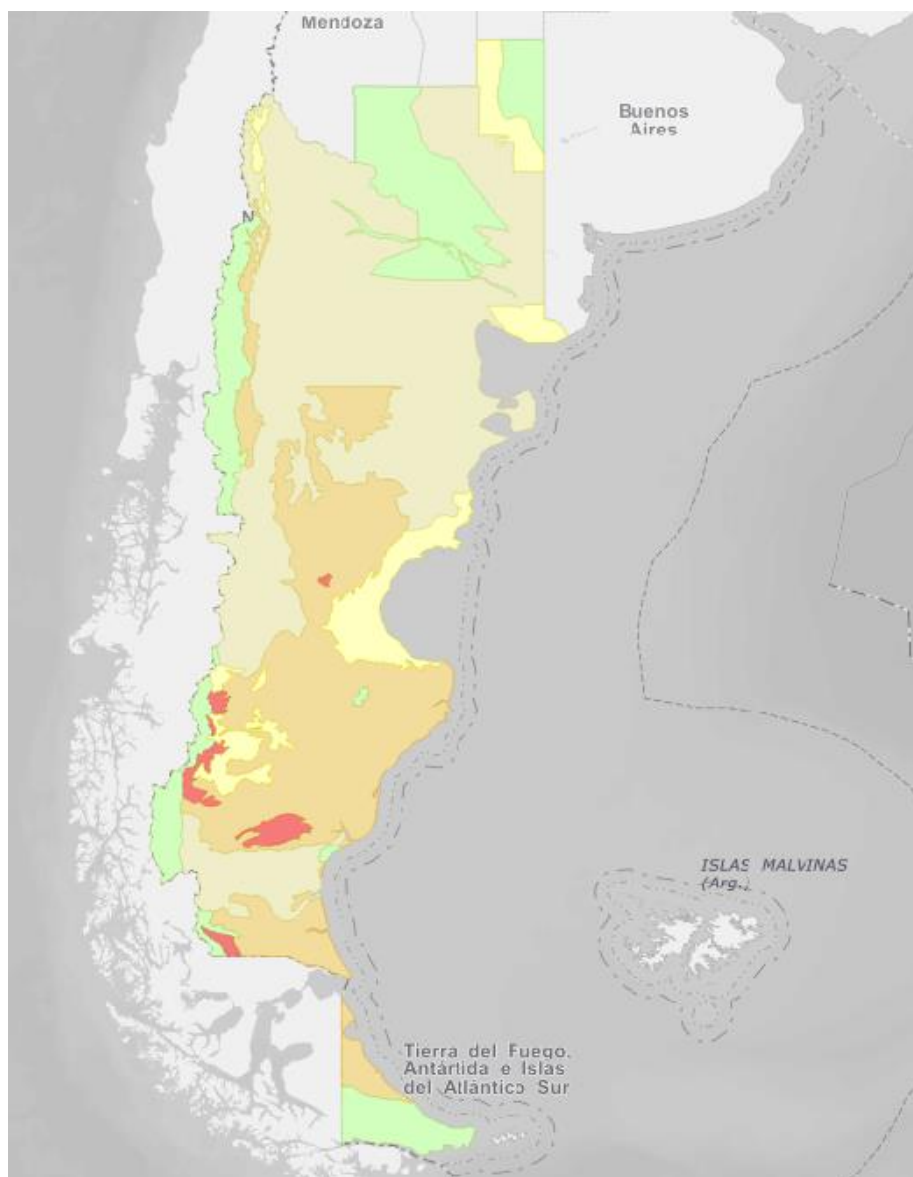 Mendoza
Buenos
Aires
N
ISLAS MALVINAS
(Arg.)
Tierra del Fuego,
Antártida e Islas
del Atlántico Sur